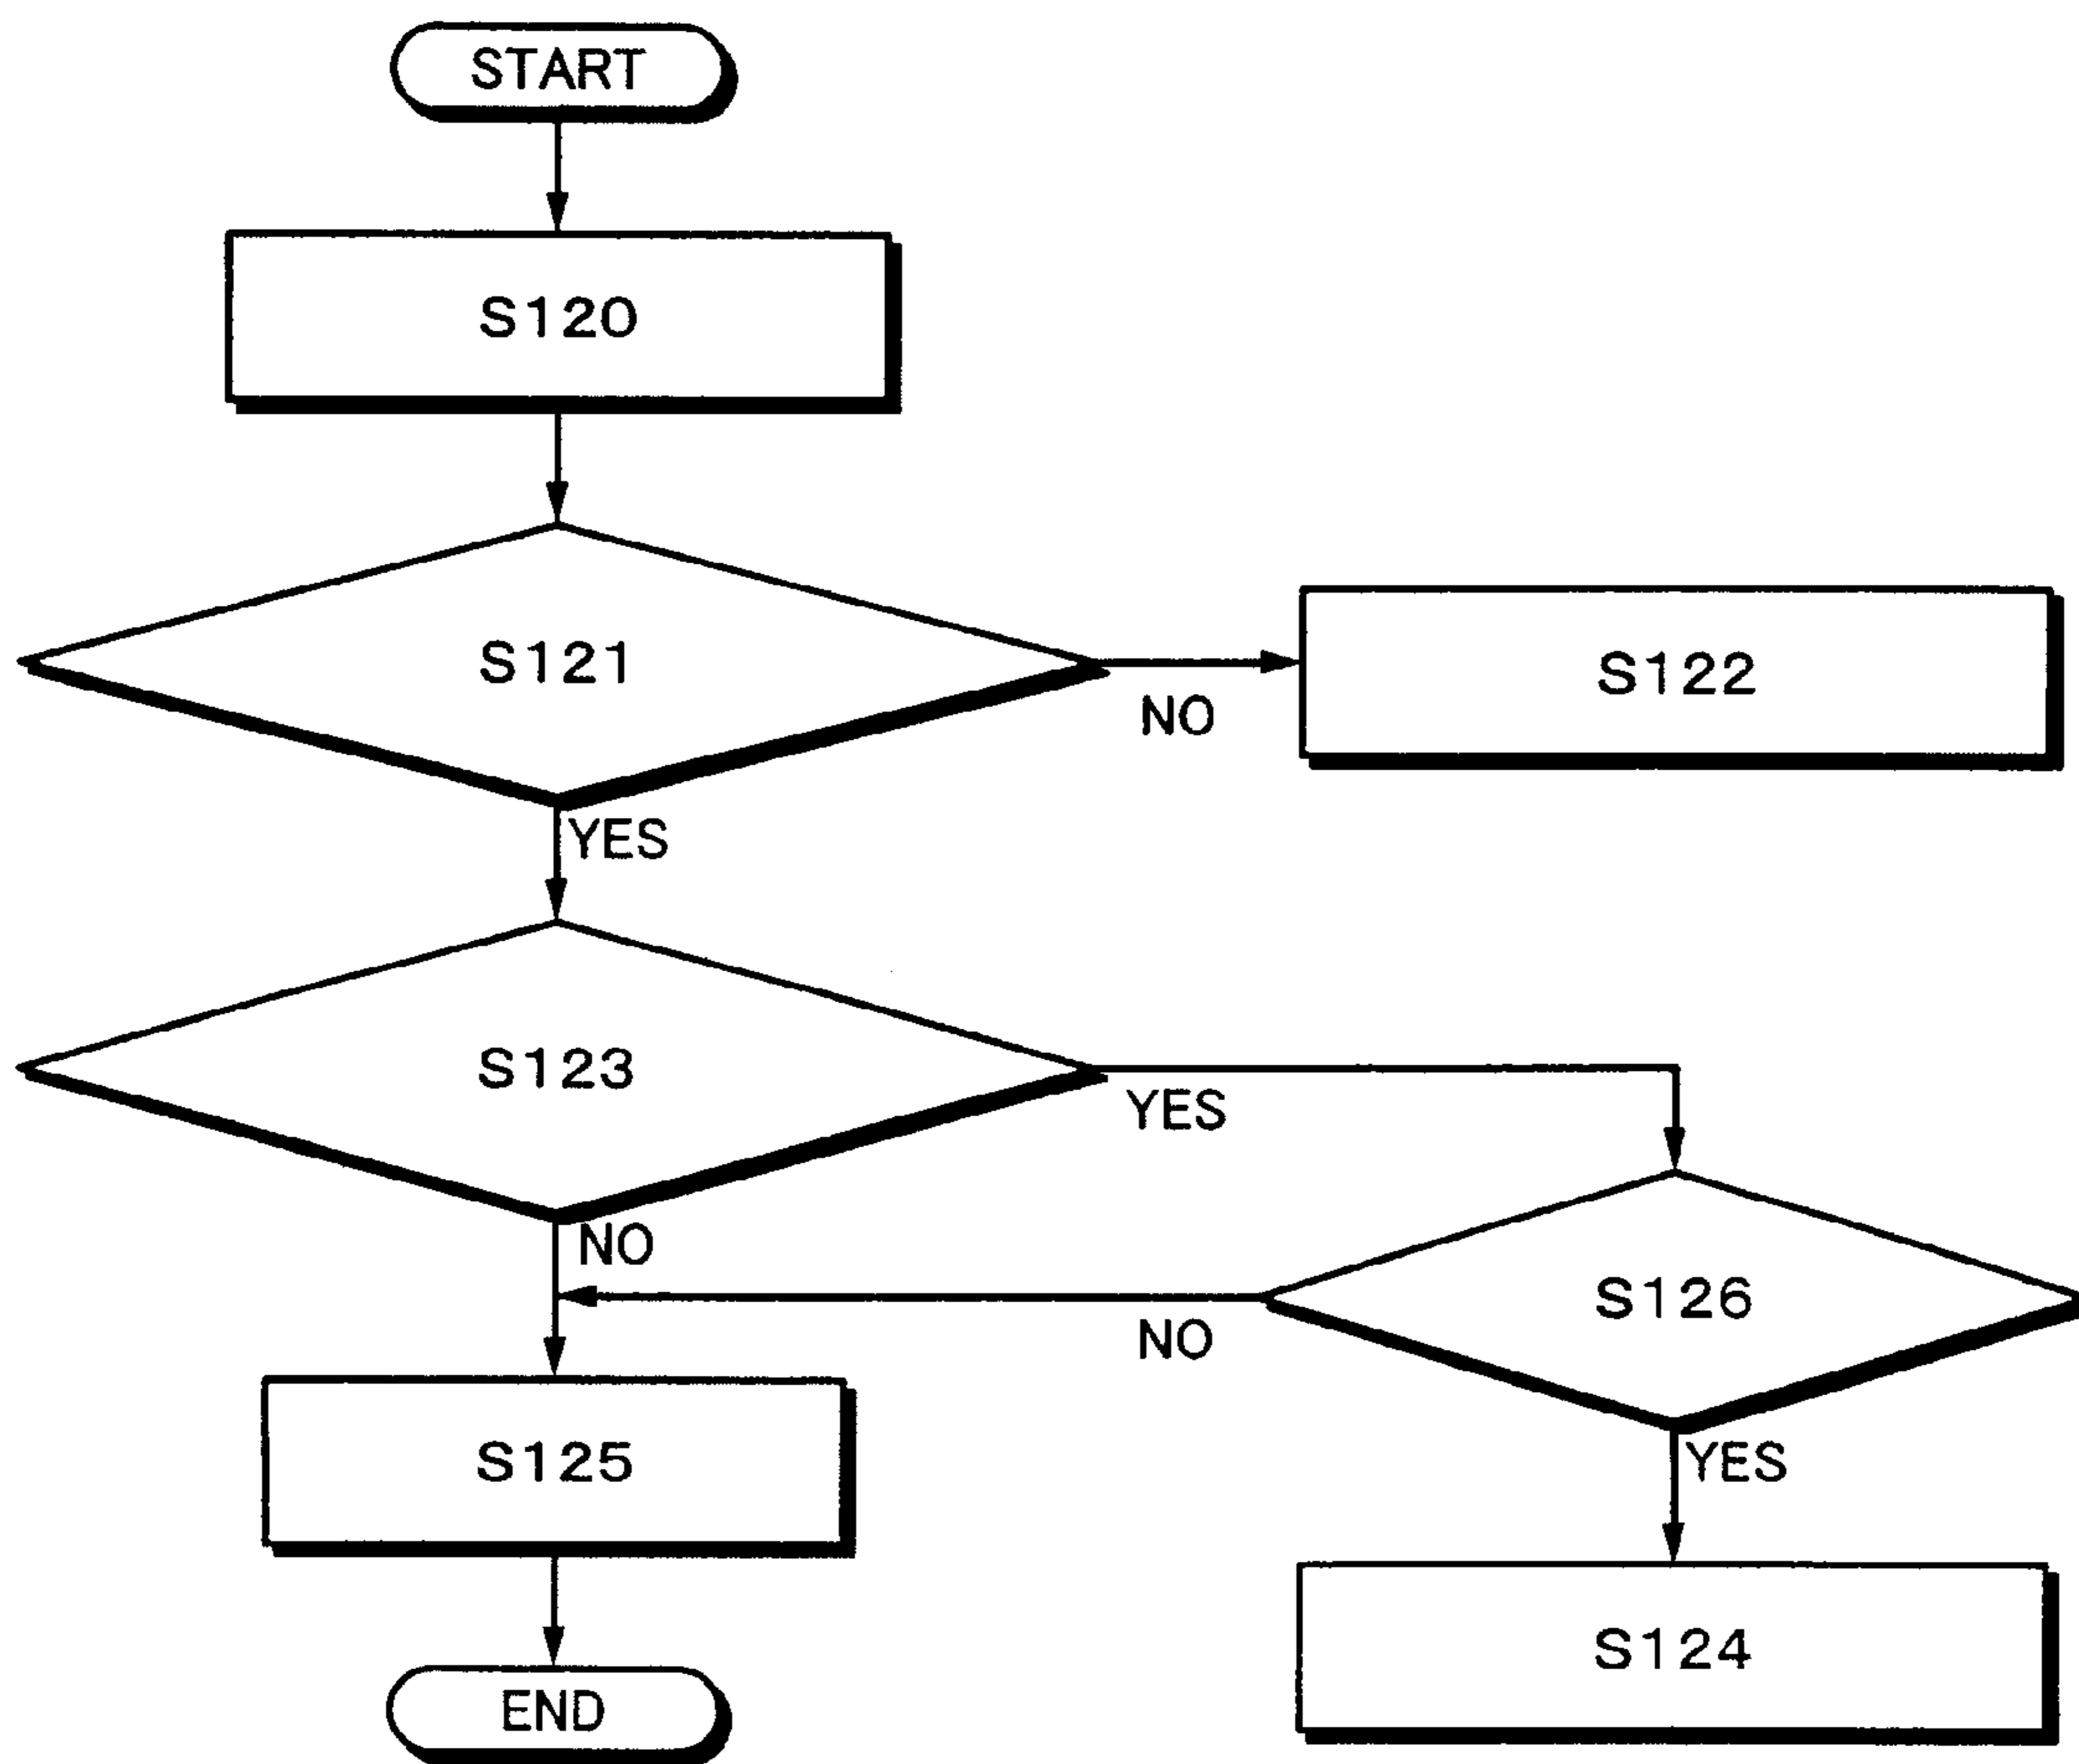 START
S120
S121
NO
S122
YES
S123
YES
NO
S126
NO
S125
YES
S124
END